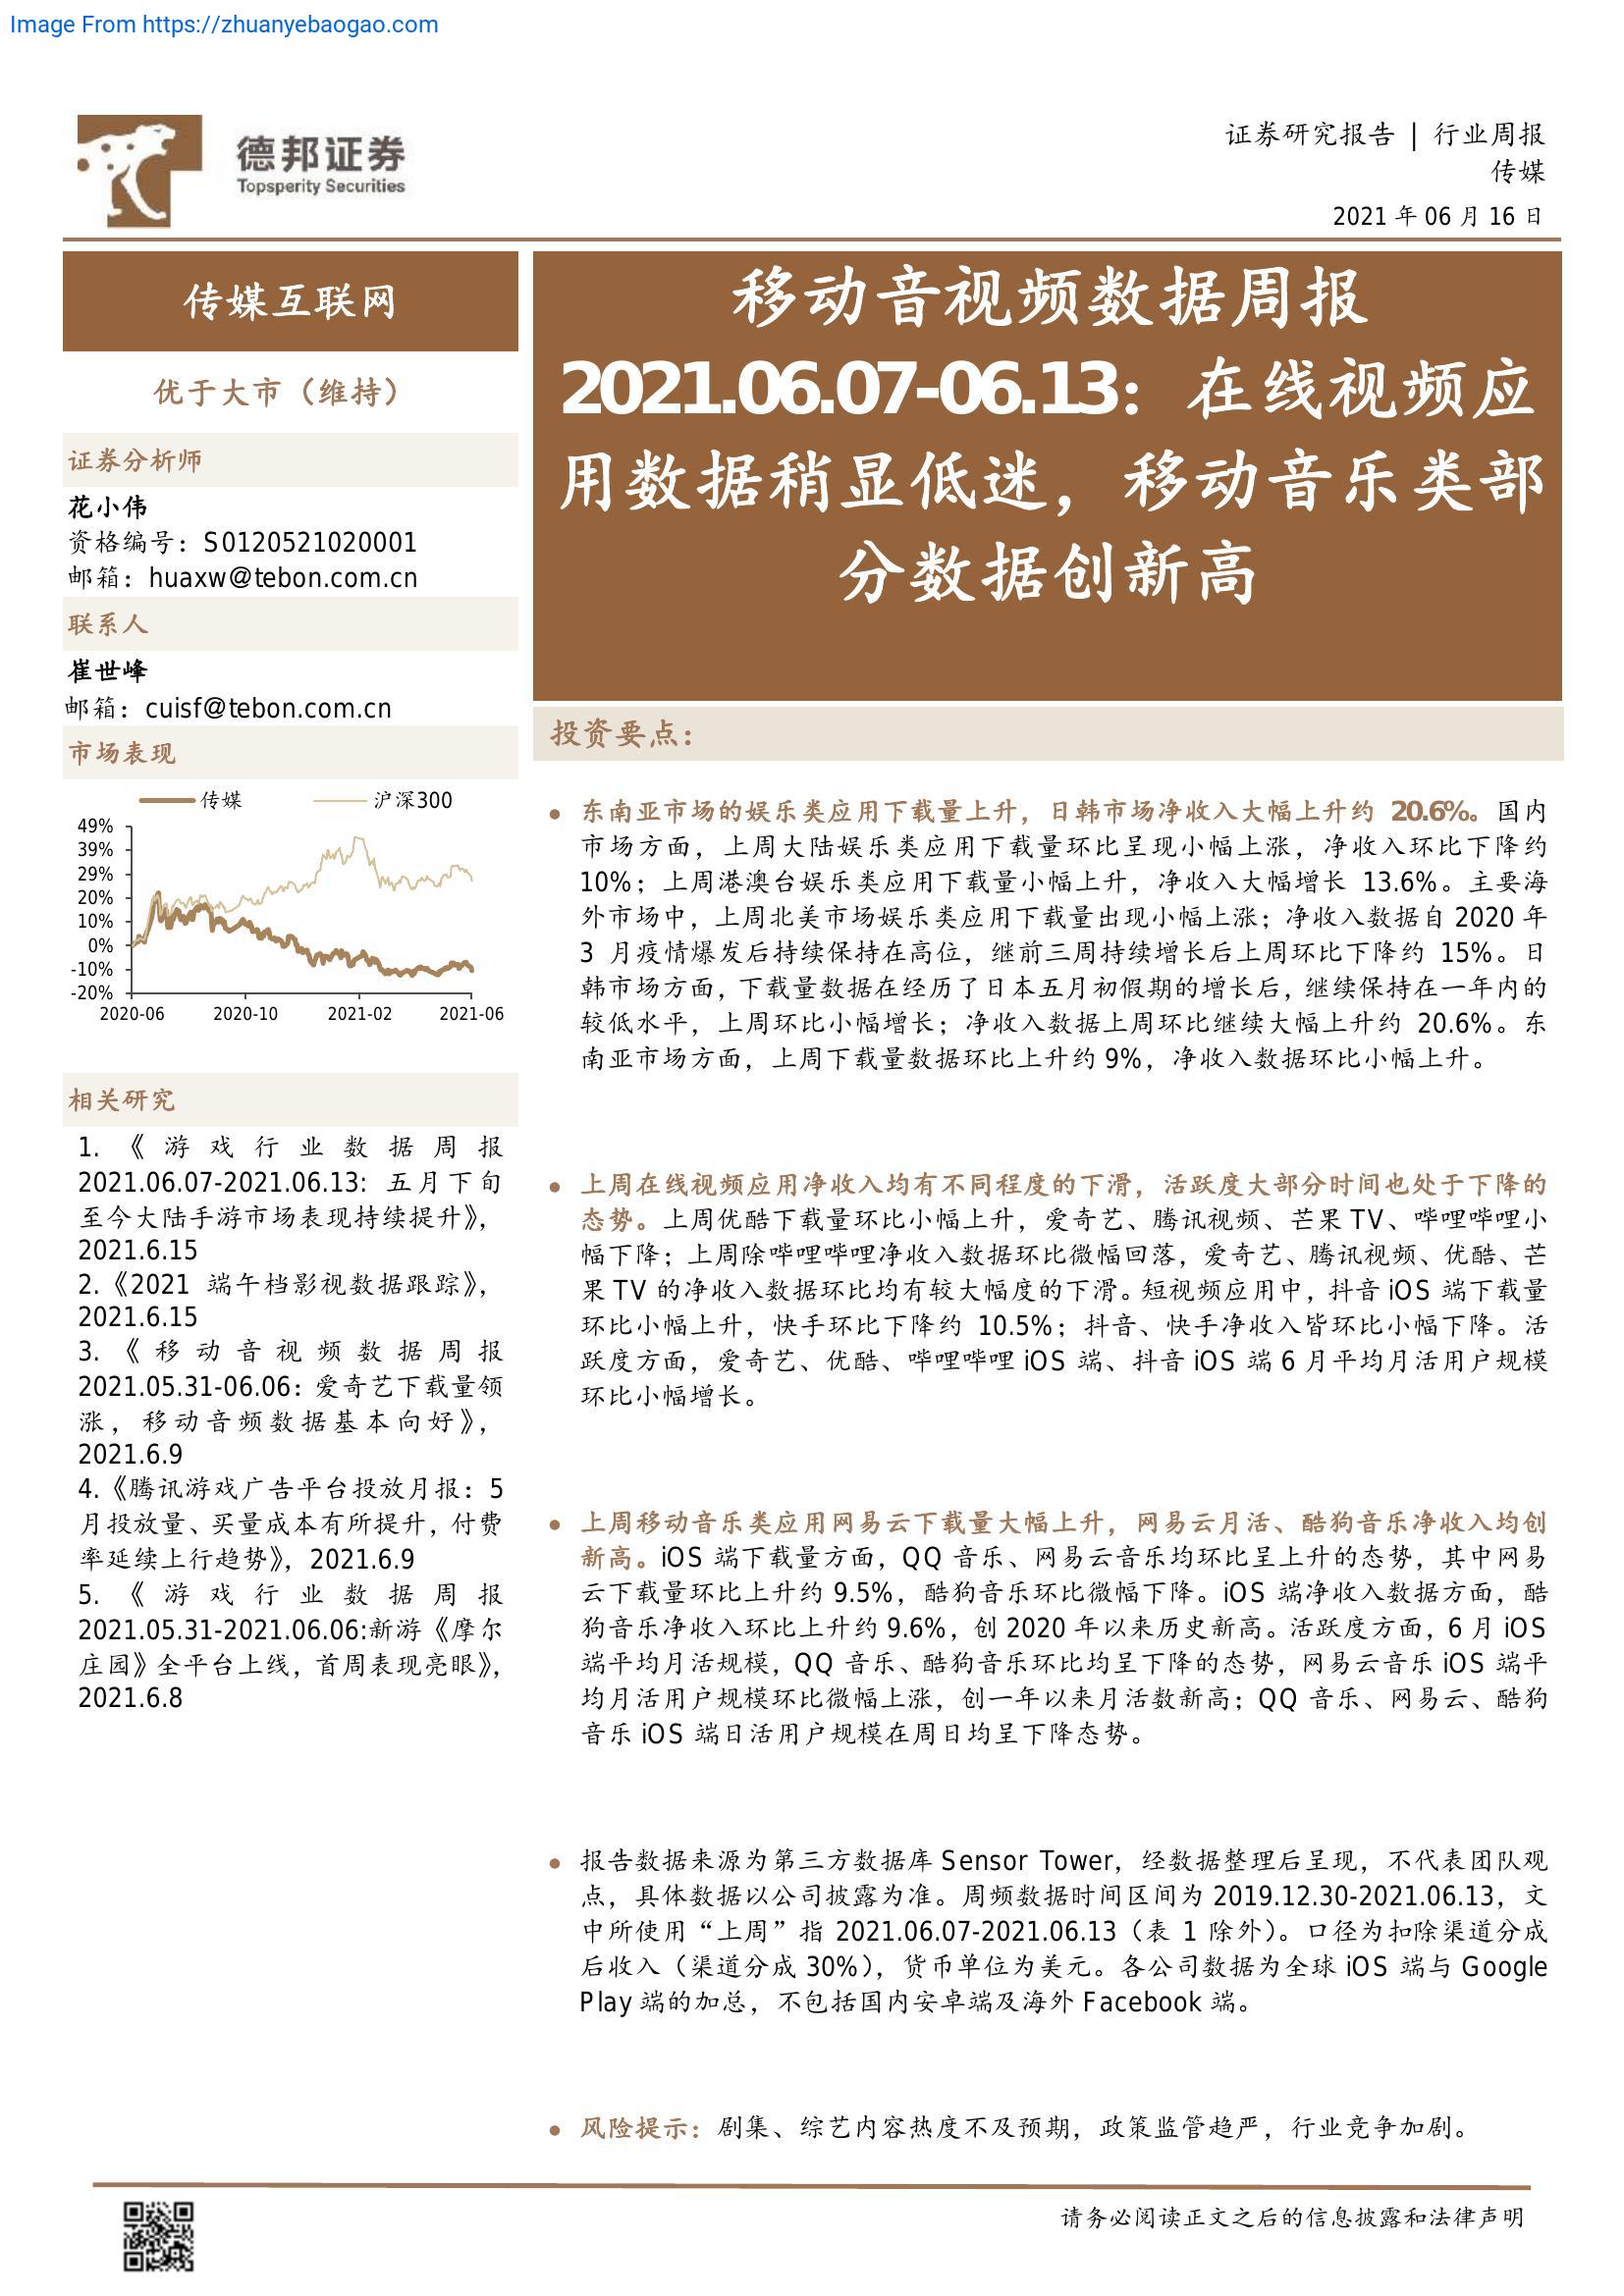 Image From https://zhuanyebaogao.com
德邦证券
Topsperity Securities
证券研究报告 | 行业周报
传媒
2021 年 06 月 16 日
传媒互联网
优于大市（维持）
证券分析师
花小伟
资格编号：S0120521020001
邮箱：huaxw@tebon.com.cn
联系人
崔世峰
邮箱：cuisf@tebon.com.cn
市场表现
传媒 沪深300
49%
39%
29%
20%
10%
0%
-10%
-20%
2020-06 2020-10 2021-02 2021-06
相关研究
1. 《游戏行业数据周报
2021.06.07-2021.06.13: 五月下旬
至今大陆手游市场表现持续提升》，
2021.6.15
2.《2021 端午档影视数据跟踪》，
2021.6.15
3. 《移动音视频数据周报
2021.05.31-06.06：爱奇艺下载量领
涨，移动音频数据基本向好》，
2021.6.9
4.《腾讯游戏广告平台投放月报：5
月投放量、买量成本有所提升，付费
率延续上行趋势》，2021.6.9
5. 《游戏行业数据周报
2021.05.31-2021.06.06:新游《摩尔
庄园》全平台上线，首周表现亮眼》，
2021.6.8
移动音视频数据周报
2021.06.07-06.13：在线视频应
用数据稍显低迷，移动音乐类部
分数据创新高
投资要点：
● 东南亚市场的娱乐类应用下载量上升，日韩市场净收入大幅上升约 20.6%。国内
市场方面，上周大陆娱乐类应用下载量环比呈现小幅上涨，净收入环比下降约
10%；上周港澳台娱乐类应用下载量小幅上升，净收入大幅增长 13.6%。主要海
外市场中，上周北美市场娱乐类应用下载量出现小幅上涨；净收入数据自 2020 年
3 月疫情爆发后持续保持在高位，继前三周持续增长后上周环比下降约 15%。日
韩市场方面，下载量数据在经历了日本五月初假期的增长后，继续保持在一年内的
较低水平，上周环比小幅增长；净收入数据上周环比继续大幅上升约 20.6%。东
南亚市场方面，上周下载量数据环比上升约 9%，净收入数据环比小幅上升。
● 上周在线视频应用净收入均有不同程度的下滑，活跃度大部分时间也处于下降的
态势。上周优酷下载量环比小幅上升，爱奇艺、腾讯视频、芒果 TV、哔哩哔哩小
幅下降；上周除哔哩哔哩净收入数据环比微幅回落，爱奇艺、腾讯视频、优酷、芒
果 TV 的净收入数据环比均有较大幅度的下滑。短视频应用中，抖音 iOS 端下载量
环比小幅上升，快手环比下降约 10.5%；抖音、快手净收入皆环比小幅下降。活
跃度方面，爱奇艺、优酷、哔哩哔哩 iOS 端、抖音 iOS 端 6 月平均月活用户规模
环比小幅增长。
● 上周移动音乐类应用网易云下载量大幅上升，网易云月活、酷狗音乐净收入均创
新高。iOS 端下载量方面，QQ 音乐、网易云音乐均环比呈上升的态势，其中网易
云下载量环比上升约 9.5%，酷狗音乐环比微幅下降。iOS 端净收入数据方面，酷
狗音乐净收入环比上升约 9.6%，创 2020 年以来历史新高。活跃度方面，6 月 iOS
端平均月活规模，QQ 音乐、酷狗音乐环比均呈下降的态势，网易云音乐 iOS 端平
均月活用户规模环比微幅上涨，创一年以来月活数新高；QQ 音乐、网易云、酷狗
音乐 iOS 端日活用户规模在周日均呈下降态势。
● 报告数据来源为第三方数据库 Sensor Tower，经数据整理后呈现，不代表团队观
点，具体数据以公司披露为准。周频数据时间区间为 2019.12.30-2021.06.13，文
中所使用“上周”指 2021.06.07-2021.06.13（表 1 除外）。口径为扣除渠道分成
后收入（渠道分成 30%），货币单位为美元。各公司数据为全球 iOS 端与 Google
Play 端的加总，不包括国内安卓端及海外 Facebook 端。
● 风险提示：剧集、综艺内容热度不及预期，政策监管趋严，行业竞争加剧。
请务必阅读正文之后的信息披露和法律声明